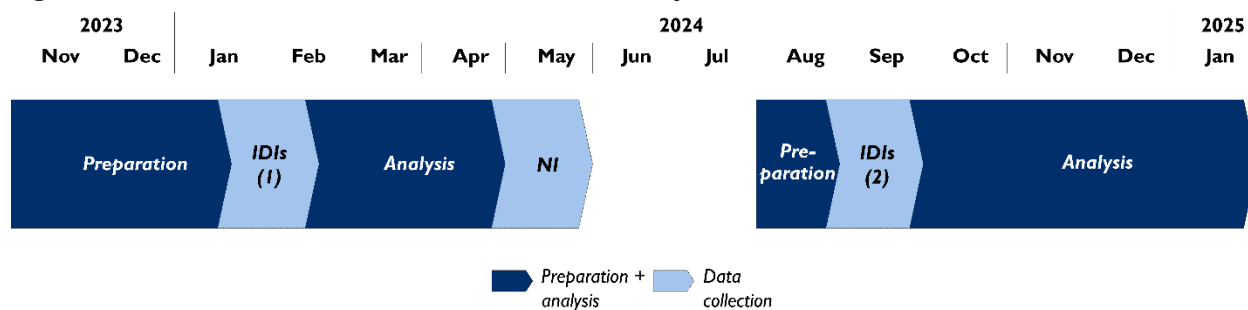 2023 2024 2025
Nov Dec Jan Feb Mar Apr May Jun Jul Aug Sep Oct Nov Dec Jan
Preparation
IDIs
(1)
Analysis
NI
Pre-
paration
IDIs
(2)
Analysis
Preparation +
analysis
Data
collection